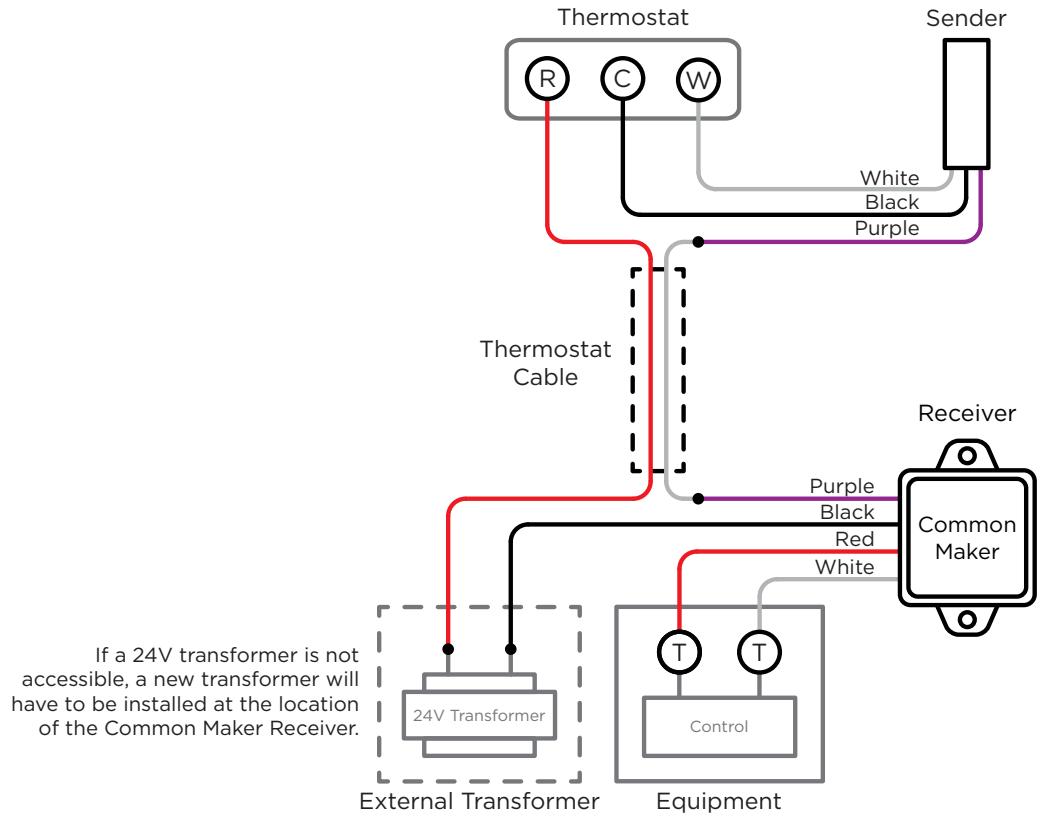 Thermostat
Sender
R
C
W
White
Black
Purple
Thermostat
Cable
Receiver
Purple
Black
Red
White
Common
Maker
If a 24V transformer is not
accessible, a new transformer will
have to be installed at the location
of the Common Maker Receiver.
24V Transformer
T
T
Control
External Transformer
Equipment